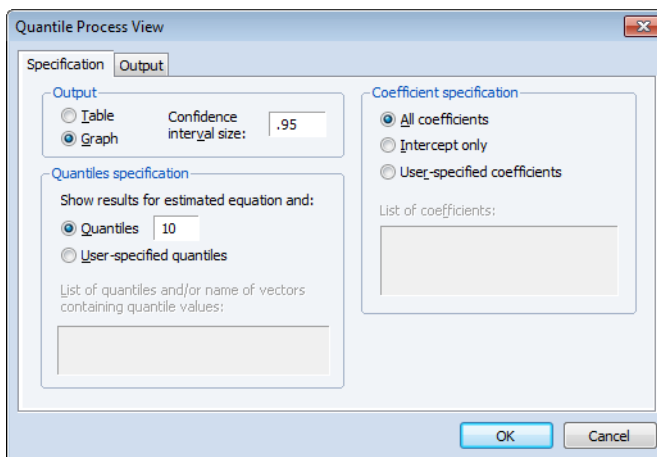 Quantile Process View
Specification
Output
Output
Table
Graph
Confidence
interval size:
.95
Quantiles specification
Show results for estimated equation and:
Quantiles
10
User-specified quantiles
List of quantiles and/or name of vectors
containing quantile values:
Coefficient specification
All coefficients
Intercept only
User-specified coefficients
List of coefficients:
OK
Cancel